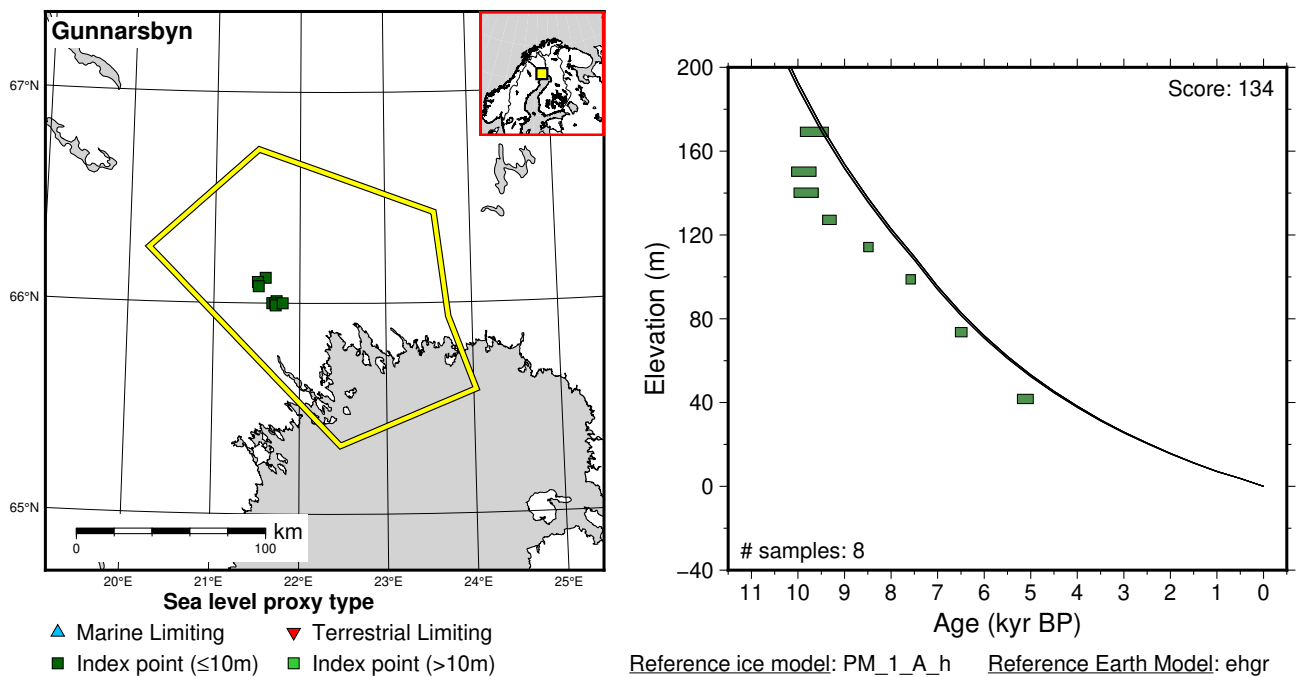 Gunnarsbyn
67°N
66°N
65°N
20°E
21°E
22°E
23°E
24°E
25°E
0
100
km
Sea level proxy type
Marine Limiting
Terrestrial Limiting
Index point (≤10m)
Index point (>10m)
Score: 134
200
160
120
80
40
0
−40
Elevation (m)
# samples: 8
11 10 9 8 7 6 5 4 3 2 1 0
Age (kyr BP)
Reference ice model: PM_1_A_h
Reference Earth Model: ehgr